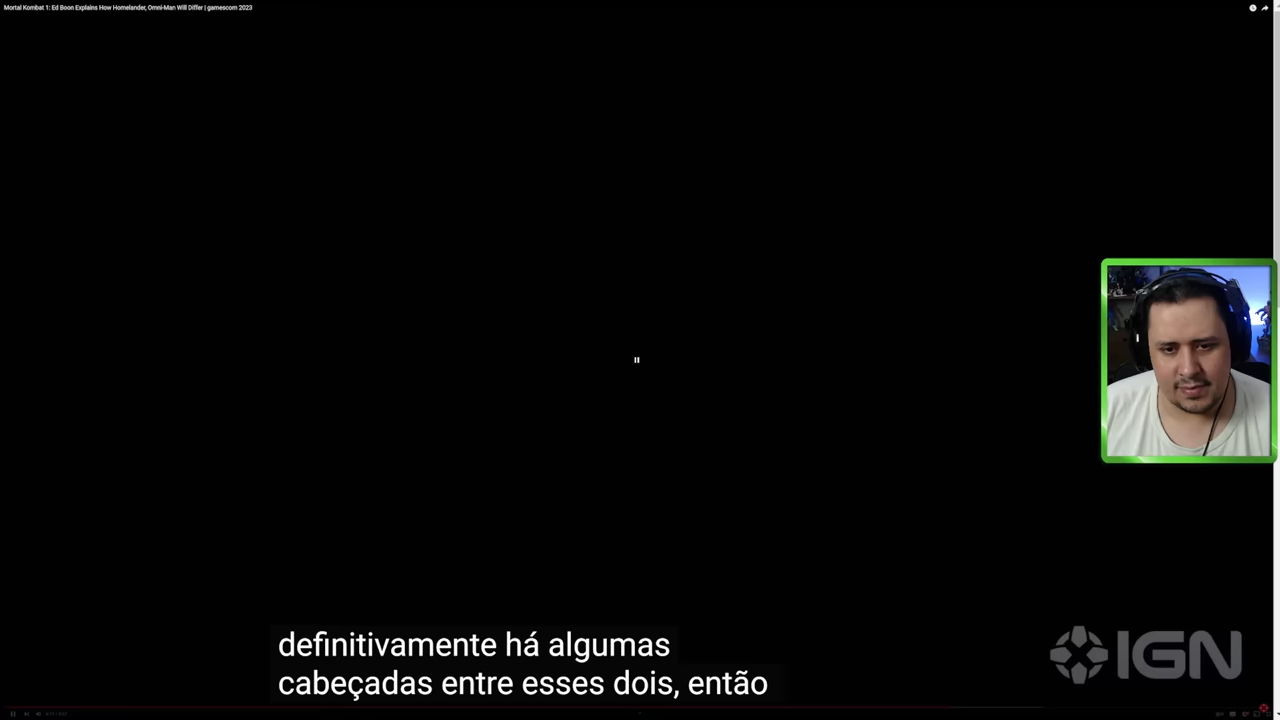 Mortal Kombat 1: Ed Boon Explains How Homelander, Omni-Man Will Differ | gamescom 2023
definitivamente há algumas
cabeçadas entre esses dois, então
IGN